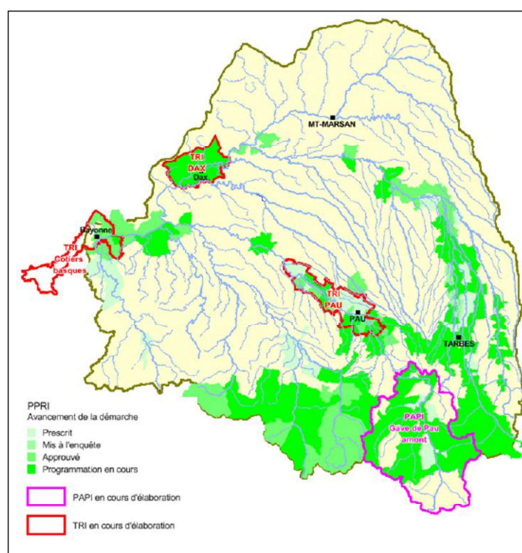 MT-MARSAN
TRI
DAX
Dax
Bayonne
TRI
Cotiers
basques
TRI
PAU
PAU
TARBES
PAPI
Gave de Pau
amont
PPRI
Avancement de la démarche
Prescrit
Mis à l'enquête
Approuvé
Programmation en cours
PAPI en cours d'élaboration
TRI en cours d'élaboration